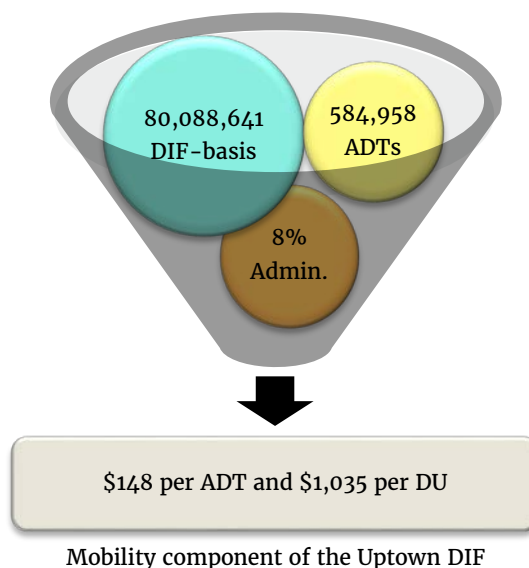 80,088,641
DIF-basis
584,958
ADTs
8%
Admin.
$148 per ADT and $1,035 per DU
Mobility component of the Uptown DIF